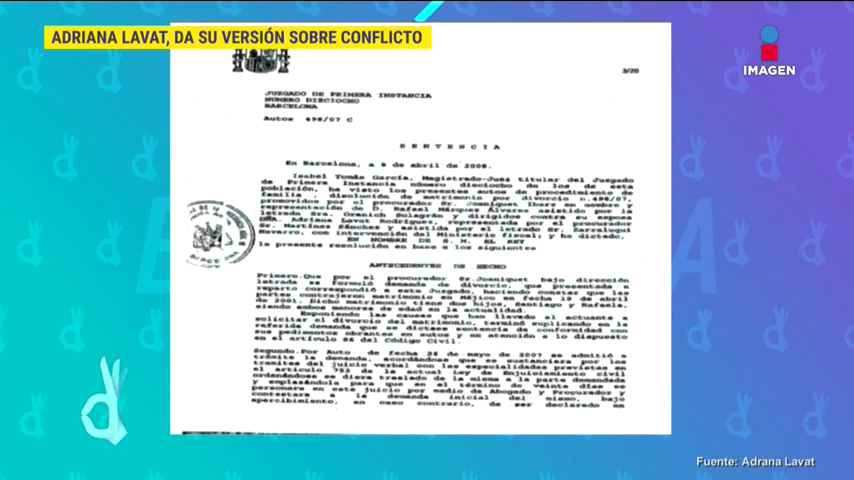 ADRIANA LAVAT, DA SU VERSIÓN SOBRE CONFLICTO
IMAGEN
3/20
JUZGADO DE PRIMERA INSTANCIA
NUMERO DIECIOCHO
BARCELONA
Autos 498/07 C
S E N T E N C I A
En Barcelona, a 8 de abril de 2008.
Isabel Tomás García, Magistrado-Juez titular del Juzgado
de Primera Instancia número dieciocho de los de esta
población, ha visto los presentes autos de procedimiento de
familia, disolución de matrimonio por divorcio n.498/07,
promovidos por el procurador Sr. Joaniquet Ibarz en nombre y
representación de D. Rafael Márquez Álvarez asistido por la
letrada Sra. Oranich Solagrán y dirigidos contra su esposa
DÑA. Adriana Lavat Rodríguez, representada por el procurador
Sr. Martínez Sánchez y asistida por el letrado Sr. Zarraluqui
Navarro, con intervención del Ministerio fiscal; y ha dictado,
EN NOMBRE DE S.M. EL REY
la presente resolución en base a los siguientes
ANTECEDENTES DE HECHO
Primero.Que por el procurador Sr.Joaniquet bajo dirección
letrada se formuló demanda de divorcio, que presentada a
reparto correspondió a este Juzgado, haciendo constar que las
partes contrajeron matrimonio en Méjico en fecha 19 de abril
de 2001. Dicho matrimonio tiene dos hijos, Santiago y Rafaela,
siendo ambos menores de edad en la actualidad.
Exponiendo las causas que han llevado al actuante a
solicitar el divorcio del matrimonio, terminó suplicando en la
referida demanda que se dictase sentencia de conformidad con
sus pedimentos obrantes en autos y en atención a lo dispuesto
en el artículo 86 del Código Civil.
Segundo.Por Auto de fecha 28 de mayo de 2007 se admitió a
trámite la demanda, acordándose que se sustanciara por los
tramites del juicio verbal con las especialidades previstas en
el artículo 753 de la actual Ley de Enjuiciamiento civil
ordenándose se diera traslado de la misma a la parte demandada
y emplazándola para que en el término de veinte días se
personara en este juicio por medio de Abogado y Procurador y
contestara a la demanda inicial del mismo, bajo
apercibimiento, en caso contrario, de ser declarado en
Fuente: Adrana Lavat